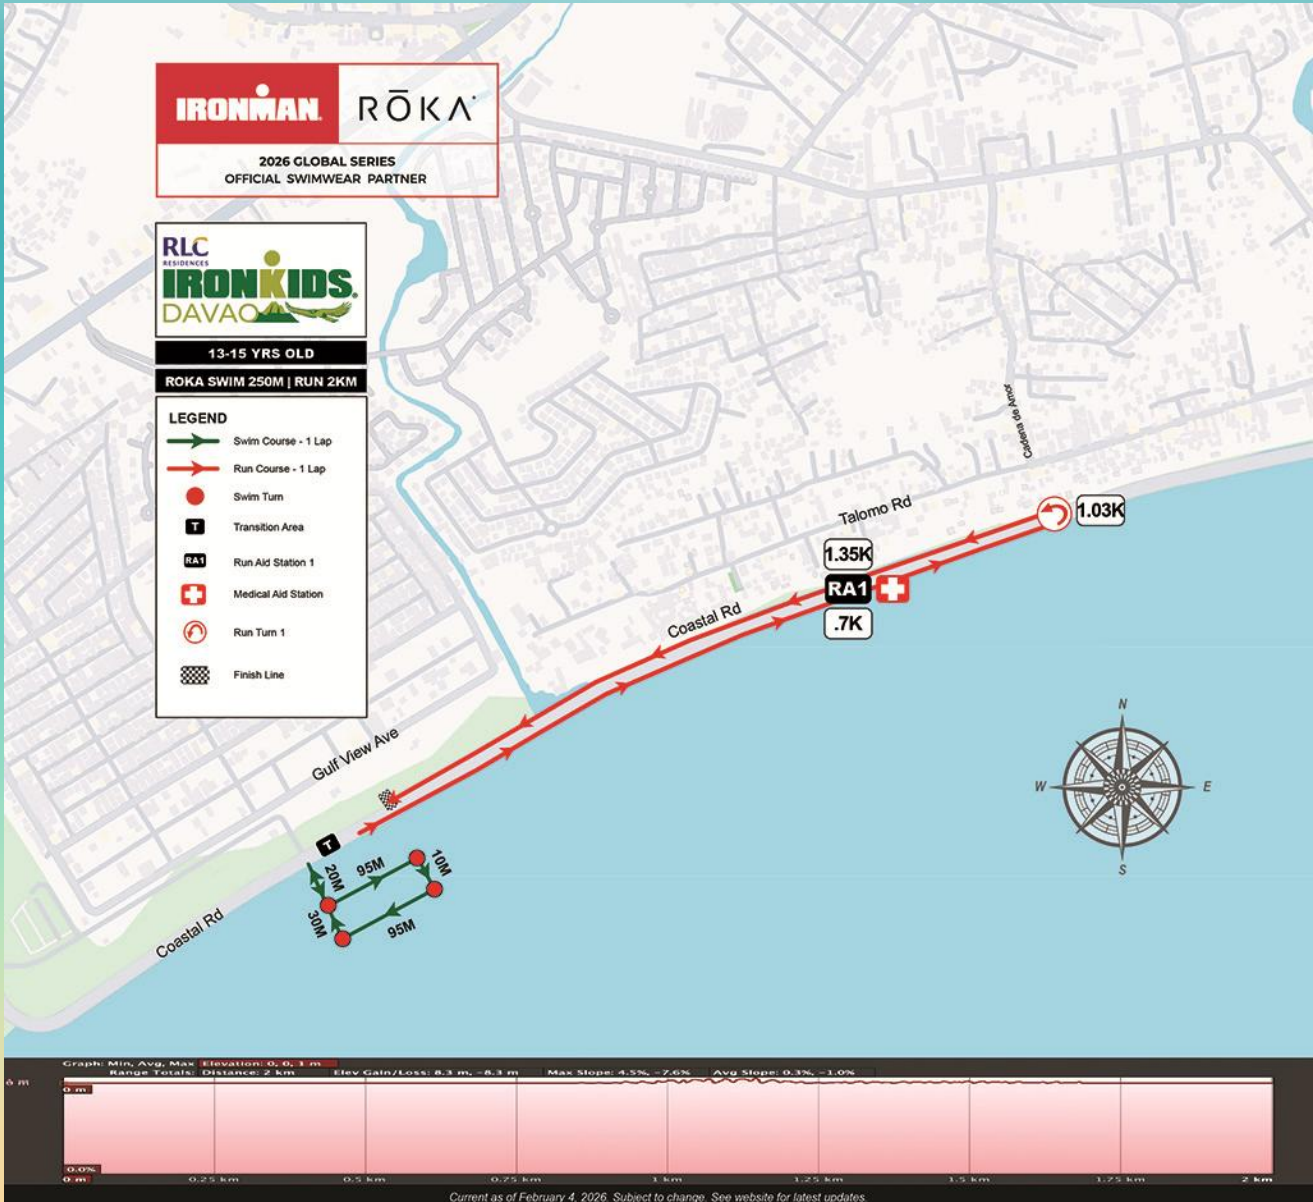 IRONMAN
RŌKA
2026 GLOBAL SERIES
OFFICIAL SWIMWEAR PARTNER
RLC
RESIDENCES
IRONKIDS
DAVAO
13-15 YRS OLD
ROKA SWIM 250M | RUN 2KM
LEGEND
Swim Course - 1 Lap
Run Course - 1 Lap
Swim Turn
T Transition Area
RA1 Run Aid Station 1
Medical Aid Station
Run Turn 1
Finish Line
Cadena de Amor
Talomo Rd
1.03K
1.35K
RA1
.7K
Coastal Rd
Gulf View Ave
T
20M
95M
10M
30M
95M
Coastal Rd
N
W
E
S
Graph: Min, Avg, Max Elevation: 0, 0, 1 m
Range Totals: Distance: 2 km Elev Gain/Loss: 8.3 m, -8.3 m Max Slope: 4.5%, -7.6% Avg Slope: 0.3%, -1.0%
0 m
0.0%
0 m 0.25 km 0.5 km 0.75 km 1 km 1.25 km 1.5 km 1.75 km 2 km
Current as of February 4, 2026. Subject to change. See website for latest updates.